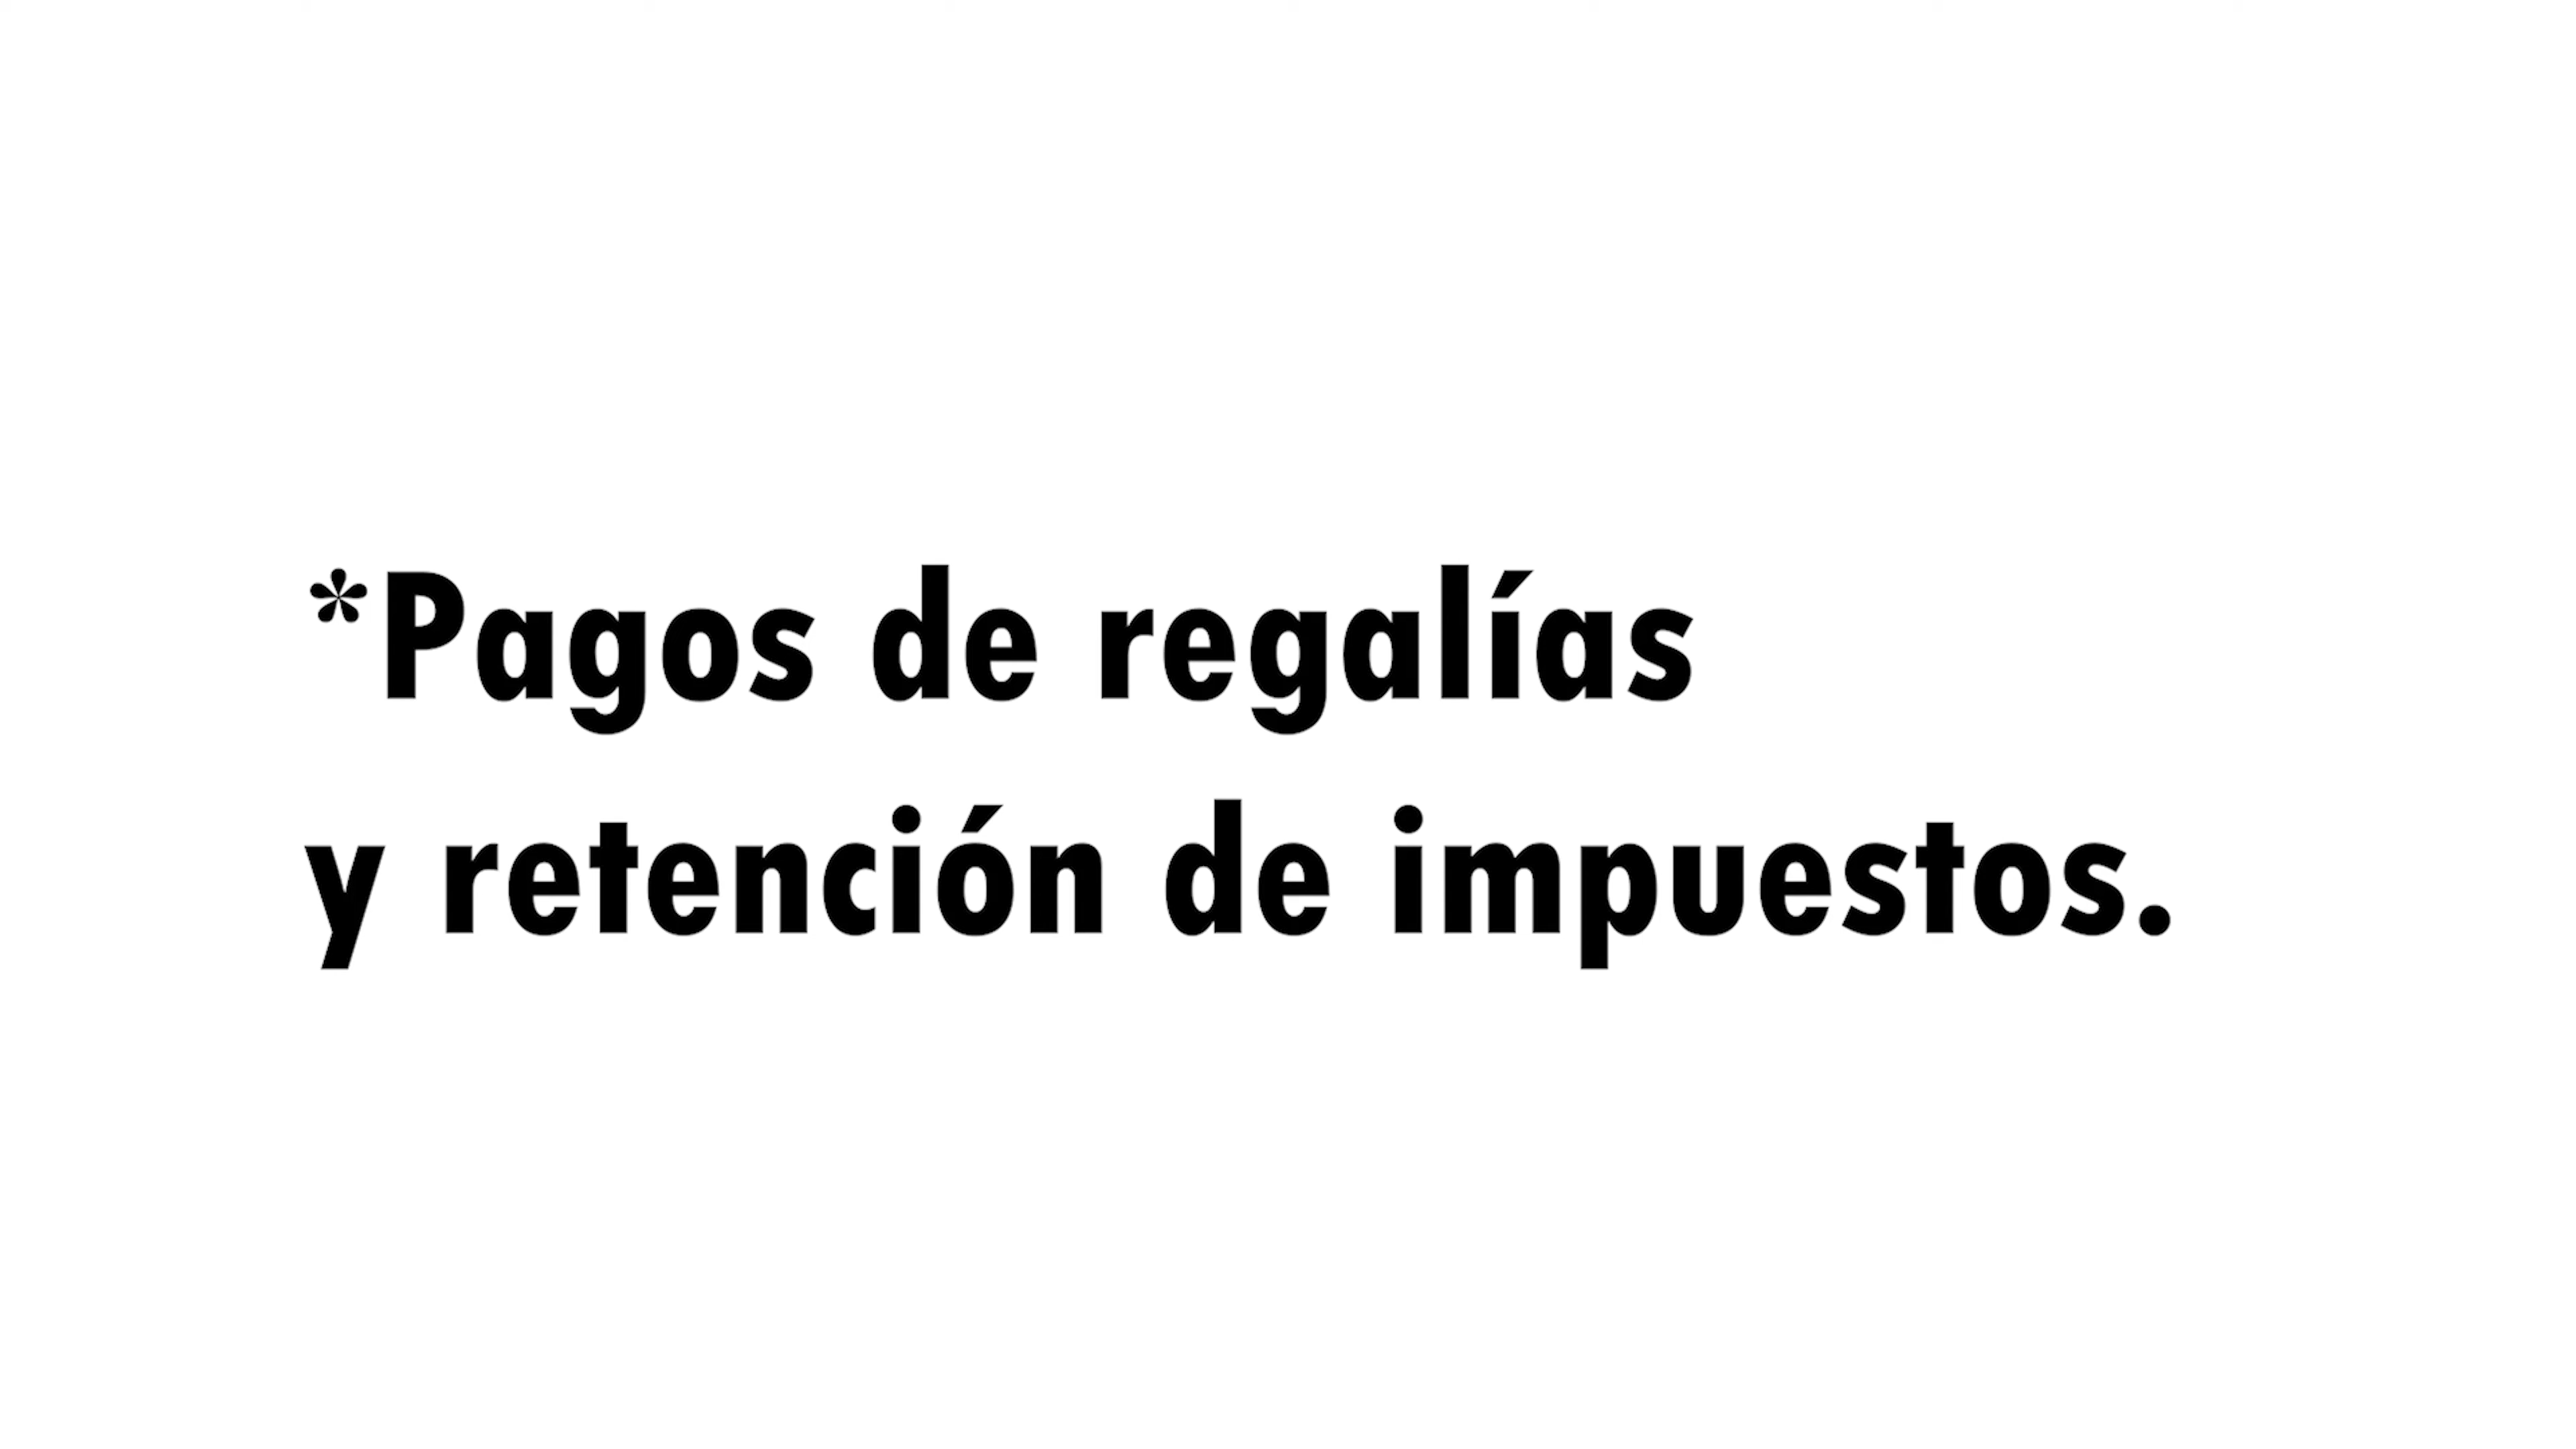 *Pagos de regalías
y retención de impuestos.